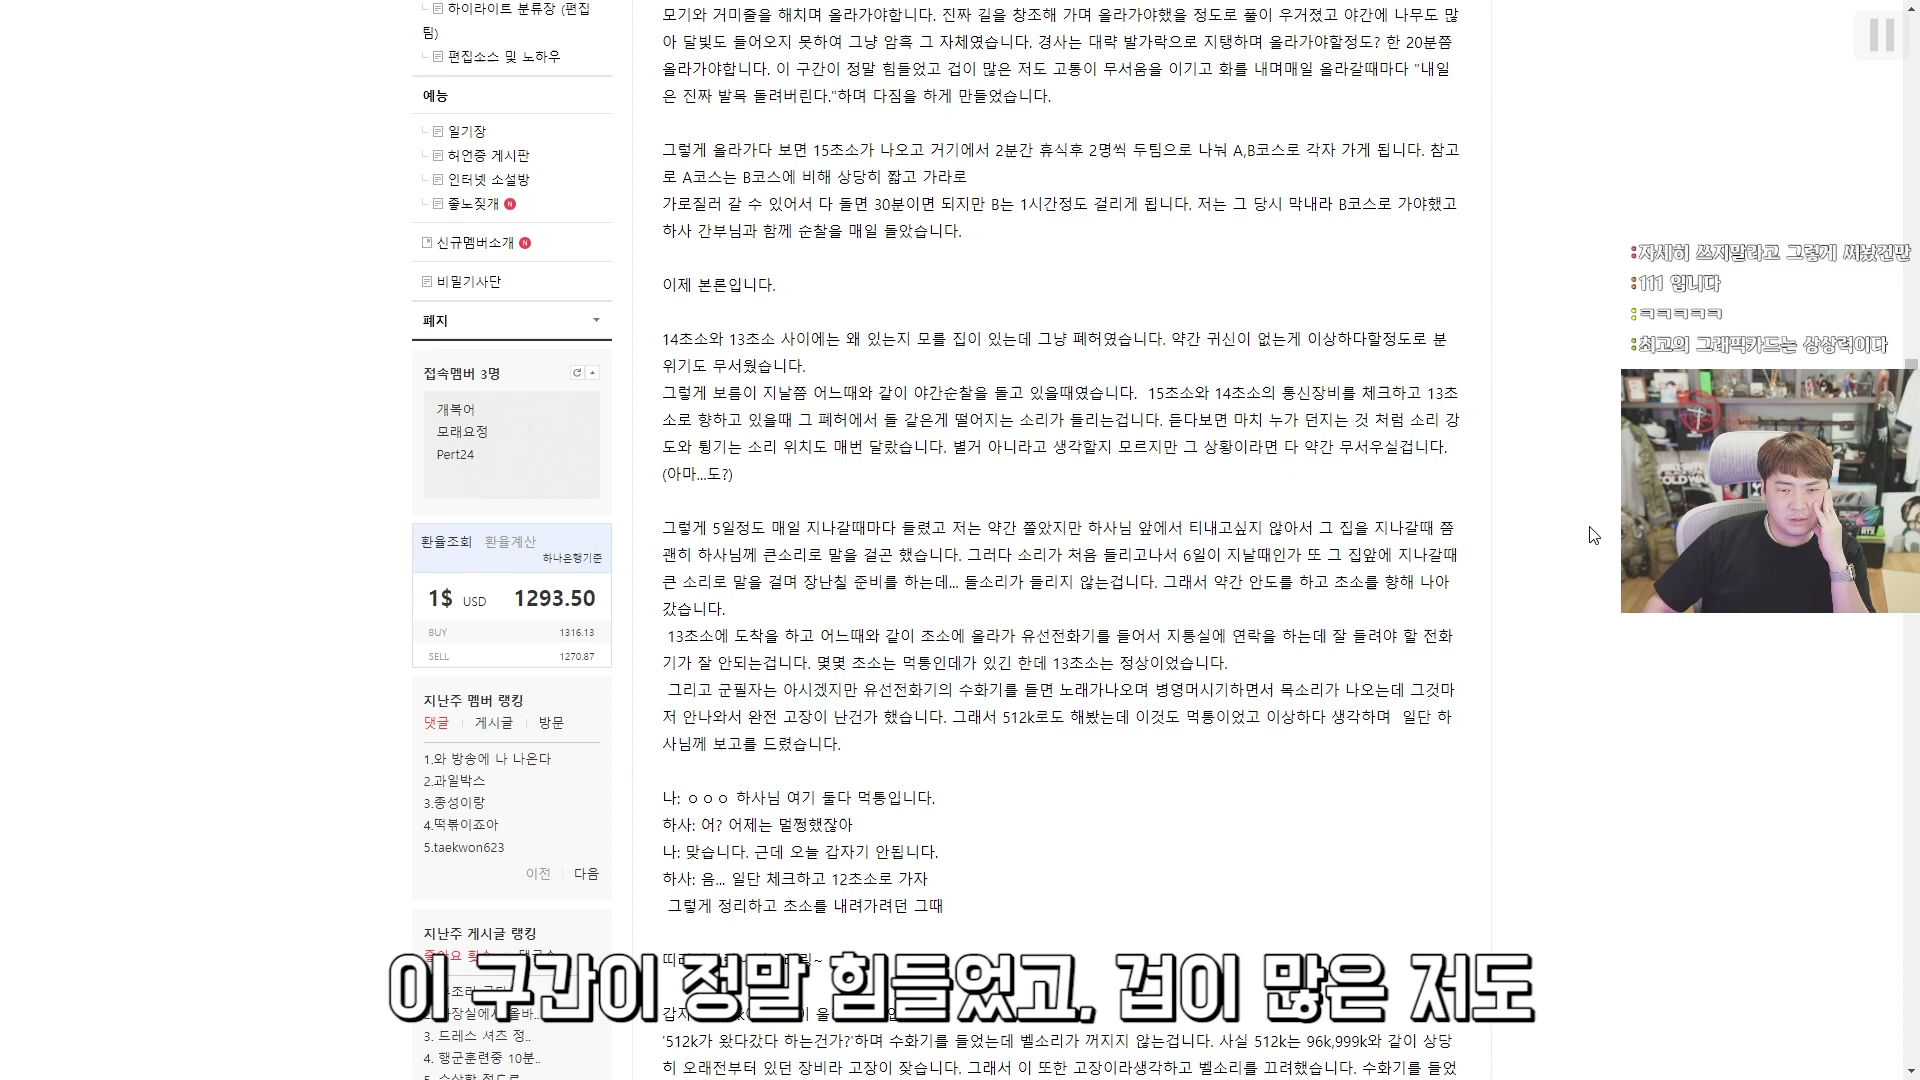 하이라이트 분류장 (편집
팀)
편집소스 및 노하우
예능
일기장
허언증 게시판
인터넷 소설방
좋노짖개 N
신규멤버소개 N
비밀기사단
폐지
접속멤버 3명
개복어
모래요정
Pert24
환율조회 환율계산
하나은행기준
1$ USD 1293.50
BUY 1316.13
SELL 1270.87
지난주 멤버 랭킹
댓글 게시글 방문
1.와 방송에 나 나온다
2.과일박스
3.종성이랑
4.떡볶이죠아
5.taekwon623
이전 다음
지난주 게시글 랭킹
3. 드레스 셔츠 정..
4. 행군훈련중 10분..
모기와 거미줄을 해치며 올라가야합니다. 진짜 길을 창조해 가며 올라가야했을 정도로 풀이 우거졌고 야간에 나무도 많
아 달빛도 들어오지 못하여 그냥 암흑 그 자체였습니다. 경사는 대략 발가락으로 지탱하며 올라가야할정도? 한 20분쯤
올라가야합니다. 이 구간이 정말 힘들었고 겁이 많은 저도 고통이 무서움을 이기고 화를 내며매일 올라갈때마다 "내일
은 진짜 발목 돌려버린다."하며 다짐을 하게 만들었습니다.
그렇게 올라가다 보면 15초소가 나오고 거기에서 2분간 휴식후 2명씩 두팀으로 나눠 A,B코스로 각자 가게 됩니다. 참고
로 A코스는 B코스에 비해 상당히 짧고 가라로
가로질러 갈 수 있어서 다 돌면 30분이면 되지만 B는 1시간정도 걸리게 됩니다. 저는 그 당시 막내라 B코스로 가야했고
하사 간부님과 함께 순찰을 매일 돌았습니다.
이제 본론입니다.
14초소와 13초소 사이에는 왜 있는지 모를 집이 있는데 그냥 폐허였습니다. 약간 귀신이 없는게 이상하다할정도로 분
위기도 무서웠습니다.
그렇게 보름이 지날쯤 어느때와 같이 야간순찰을 돌고 있을때였습니다.  15초소와 14초소의 통신장비를 체크하고 13초
소로 향하고 있을때 그 폐허에서 돌 같은게 떨어지는 소리가 들리는겁니다. 듣다보면 마치 누가 던지는 것 처럼 소리 강
도와 튕기는 소리 위치도 매번 달랐습니다. 별거 아니라고 생각할지 모르지만 그 상황이라면 다 약간 무서우실겁니다.
(아마...도?)
그렇게 5일정도 매일 지나갈때마다 들렸고 저는 약간 쫄았지만 하사님 앞에서 티내고싶지 않아서 그 집을 지나갈때 쯤
괜히 하사님께 큰소리로 말을 걸곤 했습니다. 그러다 소리가 처음 들리고나서 6일이 지날때인가 또 그 집앞에 지나갈때
큰 소리로 말을 걸며 장난칠 준비를 하는데... 돌소리가 들리지 않는겁니다. 그래서 약간 안도를 하고 초소를 향해 나아
갔습니다.
13초소에 도착을 하고 어느때와 같이 초소에 올라가 유선전화기를 들어서 지통실에 연락을 하는데 잘 들려야 할 전화
기가 잘 안되는겁니다. 몇몇 초소는 먹통인데가 있긴 한데 13초소는 정상이었습니다.
그리고 군필자는 아시겠지만 유선전화기의 수화기를 들면 노래가나오며 병영머시기하면서 목소리가 나오는데 그것마
저 안나와서 완전 고장이 난건가 했습니다. 그래서 512k로도 해봤는데 이것도 먹통이었고 이상하다 생각하며  일단 하
사님께 보고를 드렸습니다.
나: ㅇㅇㅇ 하사님 여기 둘다 먹통입니다.
하사: 어? 어제는 멀쩡했잖아
나: 맞습니다. 근데 오늘 갑자기 안됩니다.
하사: 음... 일단 체크하고 12초소로 가자
그렇게 정리하고 초소를 내려가려던 그때
'512k가 왔다갔다 하는건가?'하며 수화기를 들었는데 벨소리가 꺼지지 않는겁니다. 사실 512k는 96k,999k와 같이 상당
히 오래전부터 있던 장비라 고장이 잦습니다. 그래서 이 또한 고장이라생각하고 벨소리를 끄려했습니다. 수화기를 들었
:자세히 쓰지말라고 그렇게 써놨건만
:111 입니다
:ㅋㅋㅋㅋㅋ
:최고의 그래픽카드는 상상력이다
이 구간이 정말 힘들었고, 겁이 많은 저도